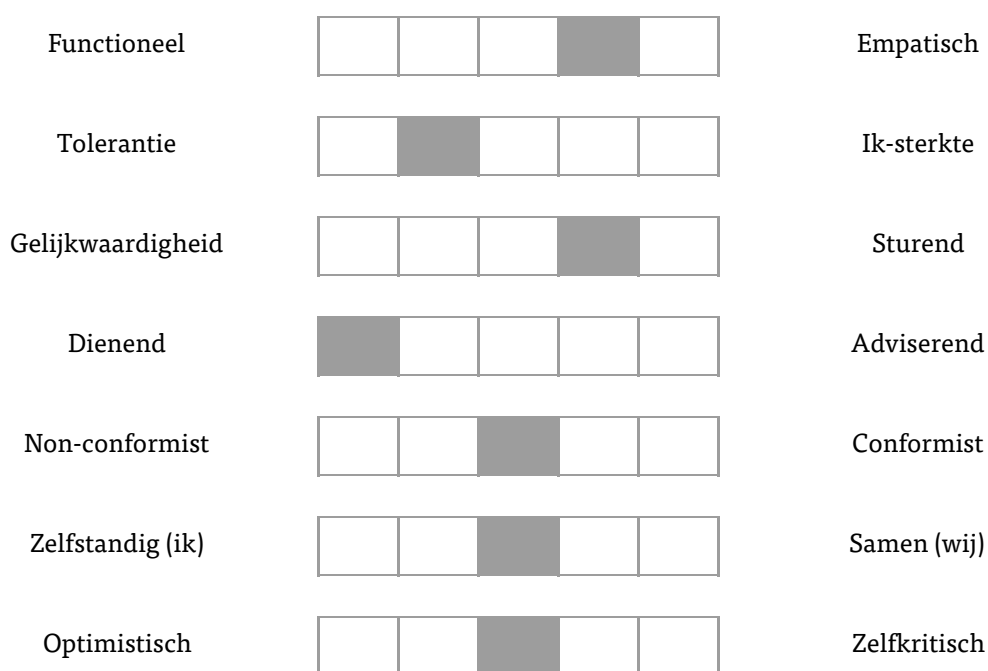 Functioneel Empatisch
Tolerantie Ik-sterkte
Gelijkwaardigheid Sturend
Dienend Adviserend
Non-conformist Conformist
Zelfstandig (ik) Samen (wij)
Optimistisch Zelfkritisch